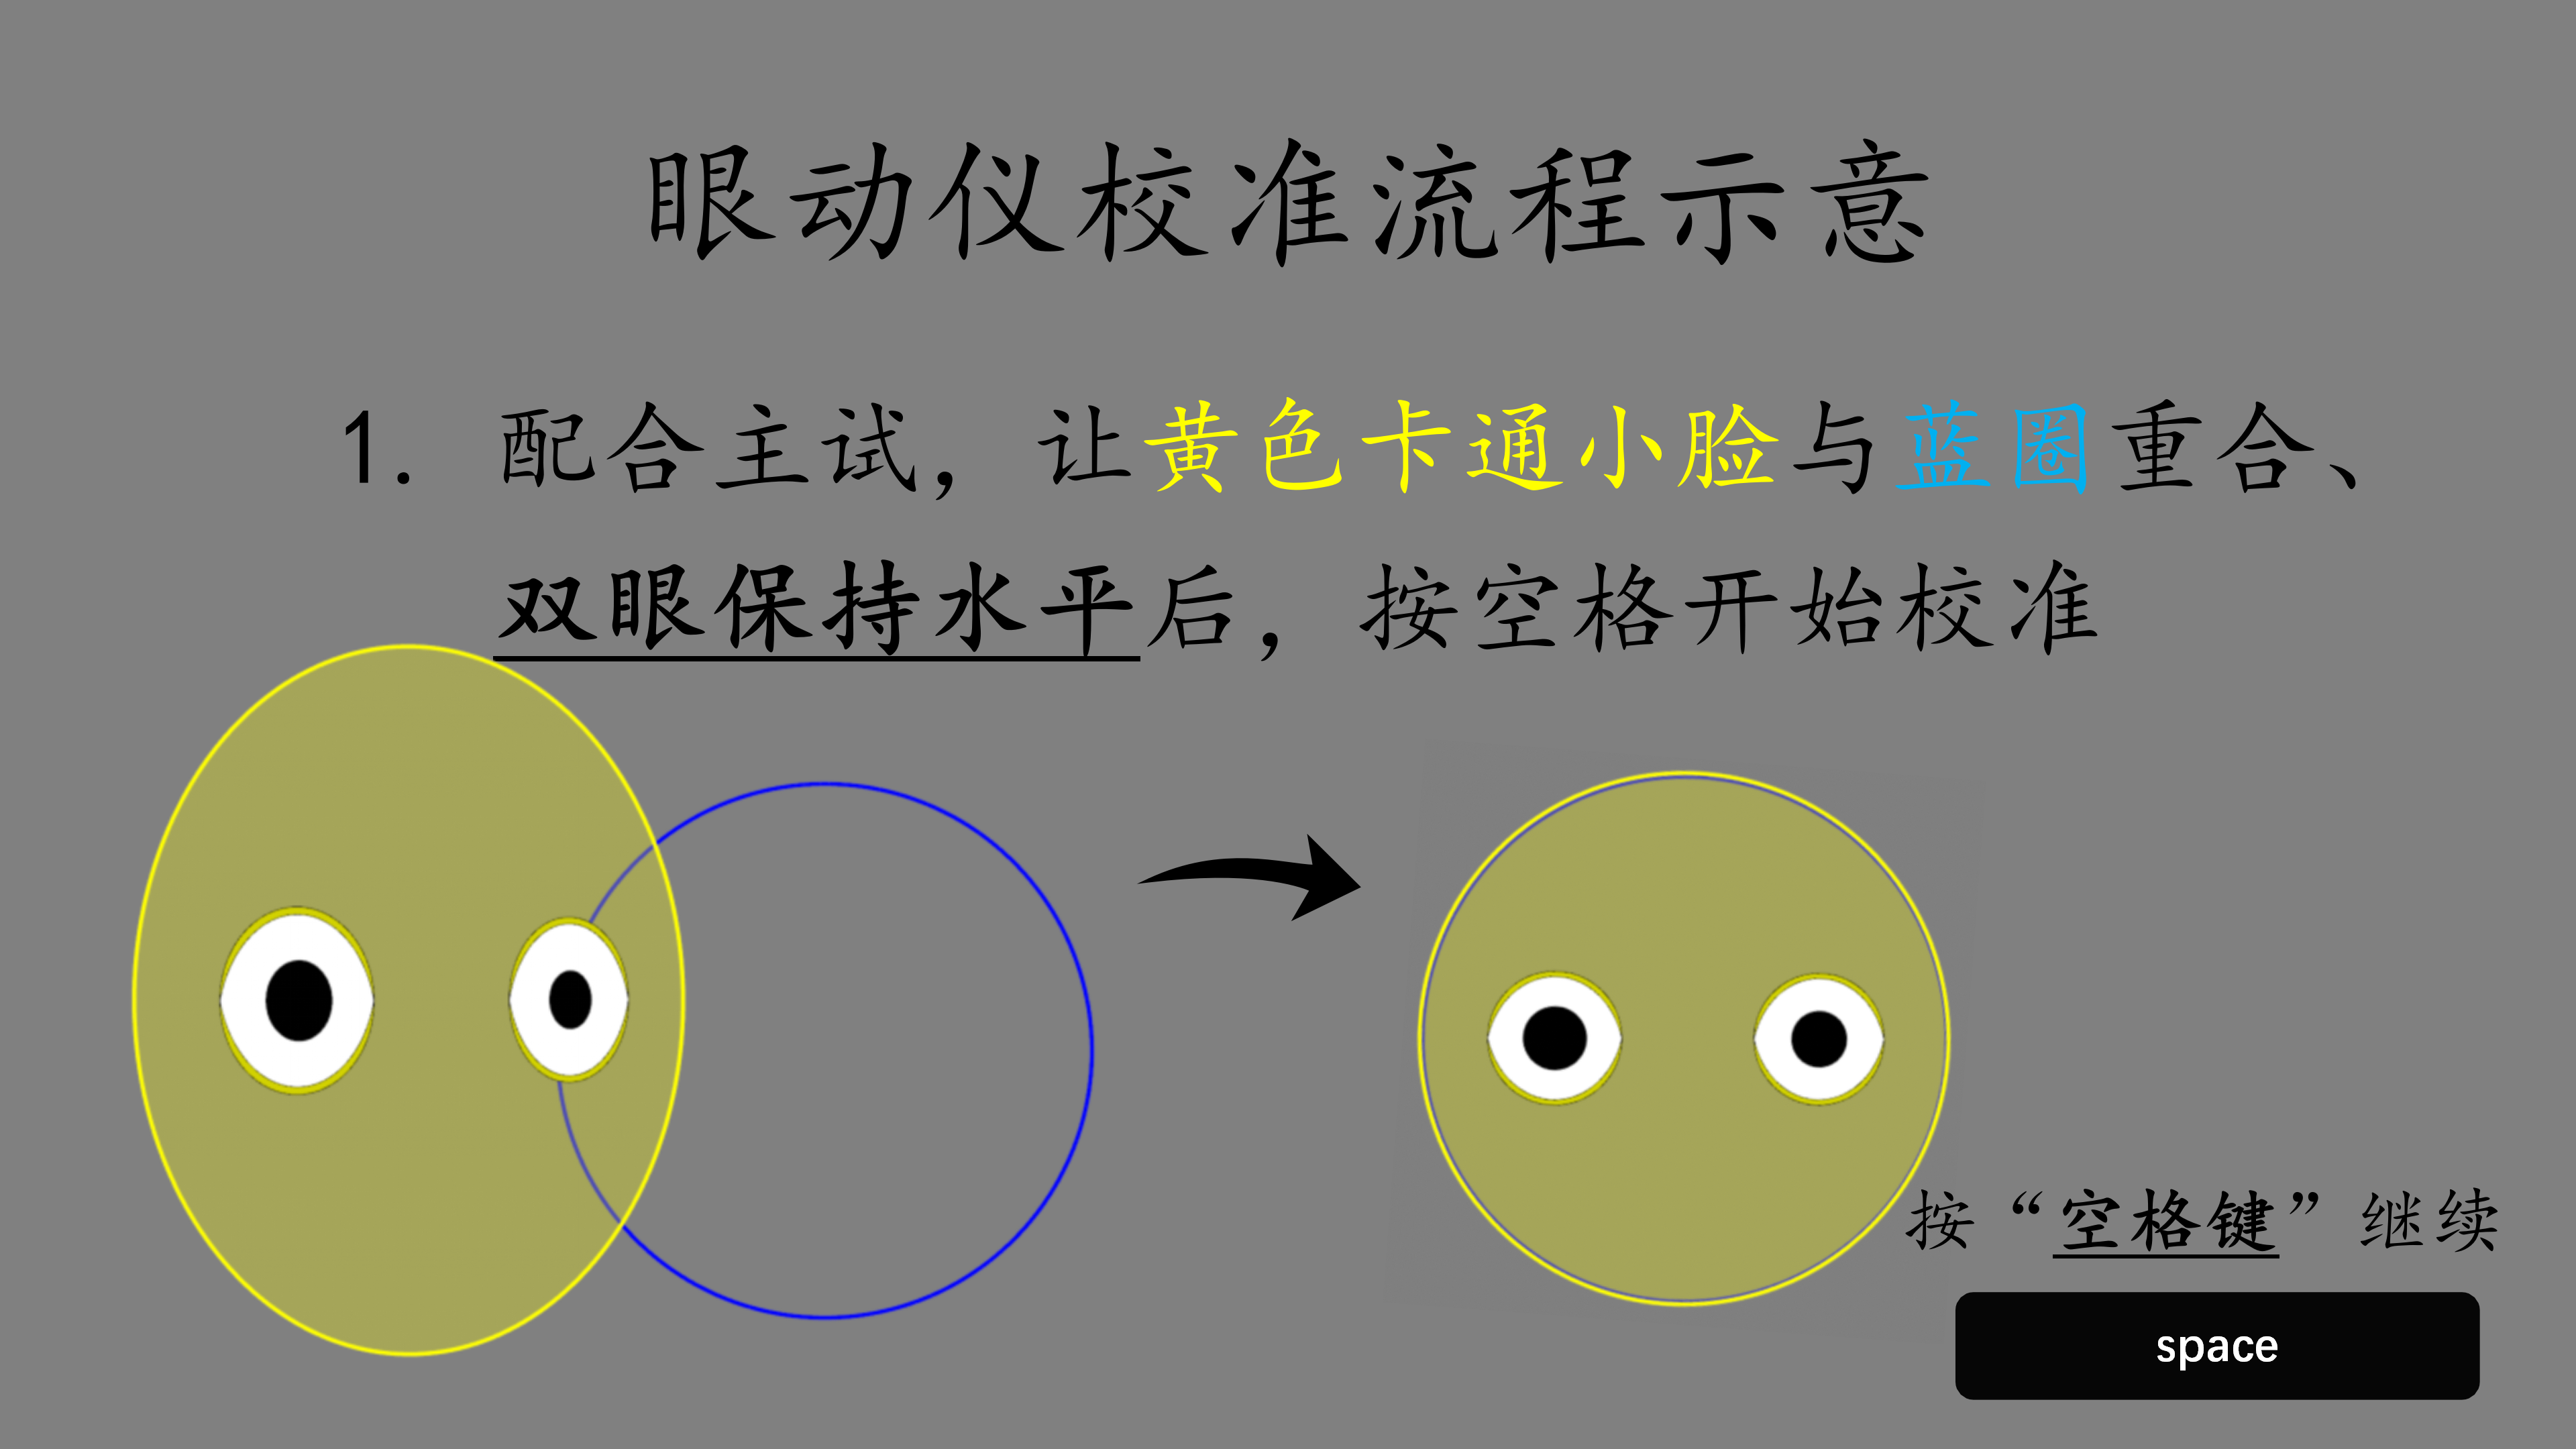 眼动仪校准流程示意
1. 配合主试，让黄色卡通小脸与蓝圈重合、
双眼保持水平后，按空格开始校准
按“空格键”继续
space